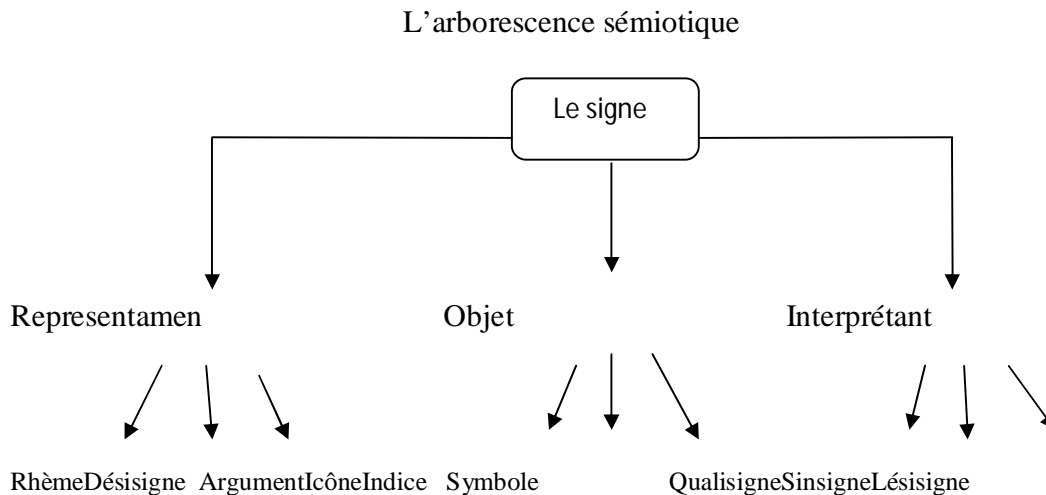 L'arborescence sémiotique
Le signe
Representamen Objet Interprétant
RhèmeDésisigne ArgumentIcôneIndice Symbole QualisigneSinsigneLésisigne